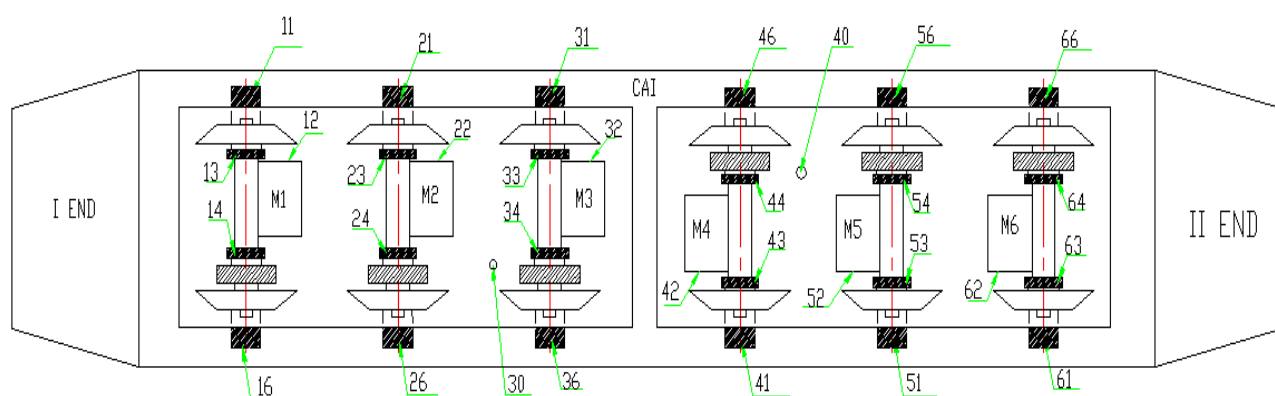 11 21 31 46 40 56 66
CAI
12 22 32
13 23 33 44 54 64
M1 M2 M3 M4 M5 M6
I END II END
14 24 34 43 53 63
42 52 62
16 26 30 36 41 51 61